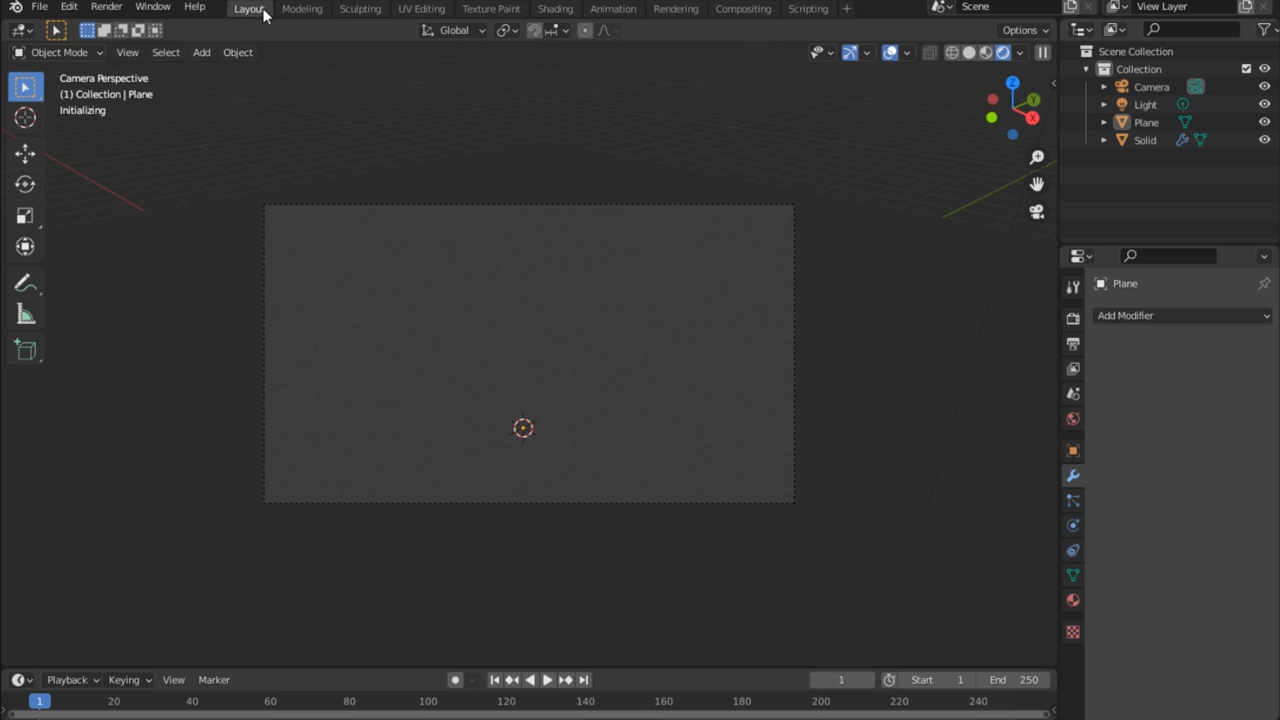 File Edit Render Window Help Layout Modeling Sculpting UV Editing Texture Paint Shading Animation Rendering Compositing Scripting + Scene View Layer
Global Options
Object Mode View Select Add Object
Scene Collection
Collection
Camera
Light
Plane
Solid
Camera Perspective
(1) Collection | Plane
Initializing
Z
Y
X
Plane
Add Modifier
Playback Keying View Marker 1 Start 1 End 250
1 20 40 60 80 100 120 140 160 180 200 220 240